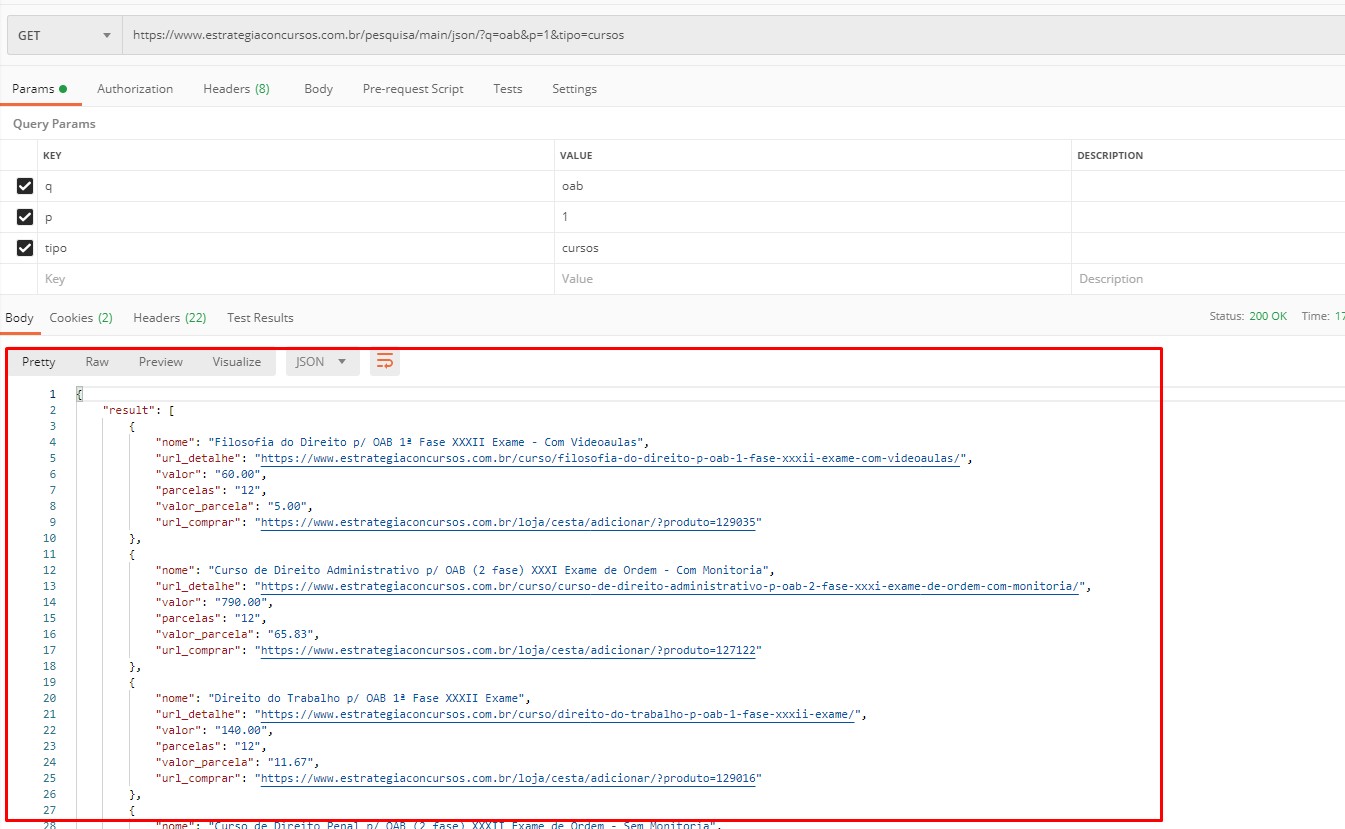 GET https://www.estrategiaconcursos.com.br/pesquisa/main/json/?q=oab&p=1&tipo=cursos
Params Authorization Headers (8) Body Pre-request Script Tests Settings
Query Params
KEY VALUE DESCRIPTION
q oab
p 1
tipo cursos
Key Value Description
Body Cookies (2) Headers (22) Test Results Status: 200 OK Time: 17
Pretty Raw Preview Visualize JSON
1 {
2 "result": [
3 {
4 "nome": "Filosofia do Direito p/ OAB 1ª Fase XXXII Exame - Com Videoaulas",
5 "url_detalhe": "https://www.estrategiaconcursos.com.br/curso/filosofia-do-direito-p-oab-1-fase-xxxii-exame-com-videoaulas/",
6 "valor": "60.00",
7 "parcelas": "12",
8 "valor_parcela": "5.00",
9 "url_comprar": "https://www.estrategiaconcursos.com.br/loja/cesta/adicionar/?produto=129035"
10 },
11 {
12 "nome": "Curso de Direito Administrativo p/ OAB (2 fase) XXXI Exame de Ordem - Com Monitoria",
13 "url_detalhe": "https://www.estrategiaconcursos.com.br/curso/curso-de-direito-administrativo-p-oab-2-fase-xxxi-exame-de-ordem-com-monitoria/",
14 "valor": "790.00",
15 "parcelas": "12",
16 "valor_parcela": "65.83",
17 "url_comprar": "https://www.estrategiaconcursos.com.br/loja/cesta/adicionar/?produto=127122"
18 },
19 {
20 "nome": "Direito do Trabalho p/ OAB 1ª Fase XXXII Exame",
21 "url_detalhe": "https://www.estrategiaconcursos.com.br/curso/direito-do-trabalho-p-oab-1-fase-xxxii-exame/",
22 "valor": "140.00",
23 "parcelas": "12",
24 "valor_parcela": "11.67",
25 "url_comprar": "https://www.estrategiaconcursos.com.br/loja/cesta/adicionar/?produto=129016"
26 },
27 {
28 "nome": "Curso de Direito Penal p/ OAB (2 fase) XXXII Exame de Ordem - Sem Monitoria",